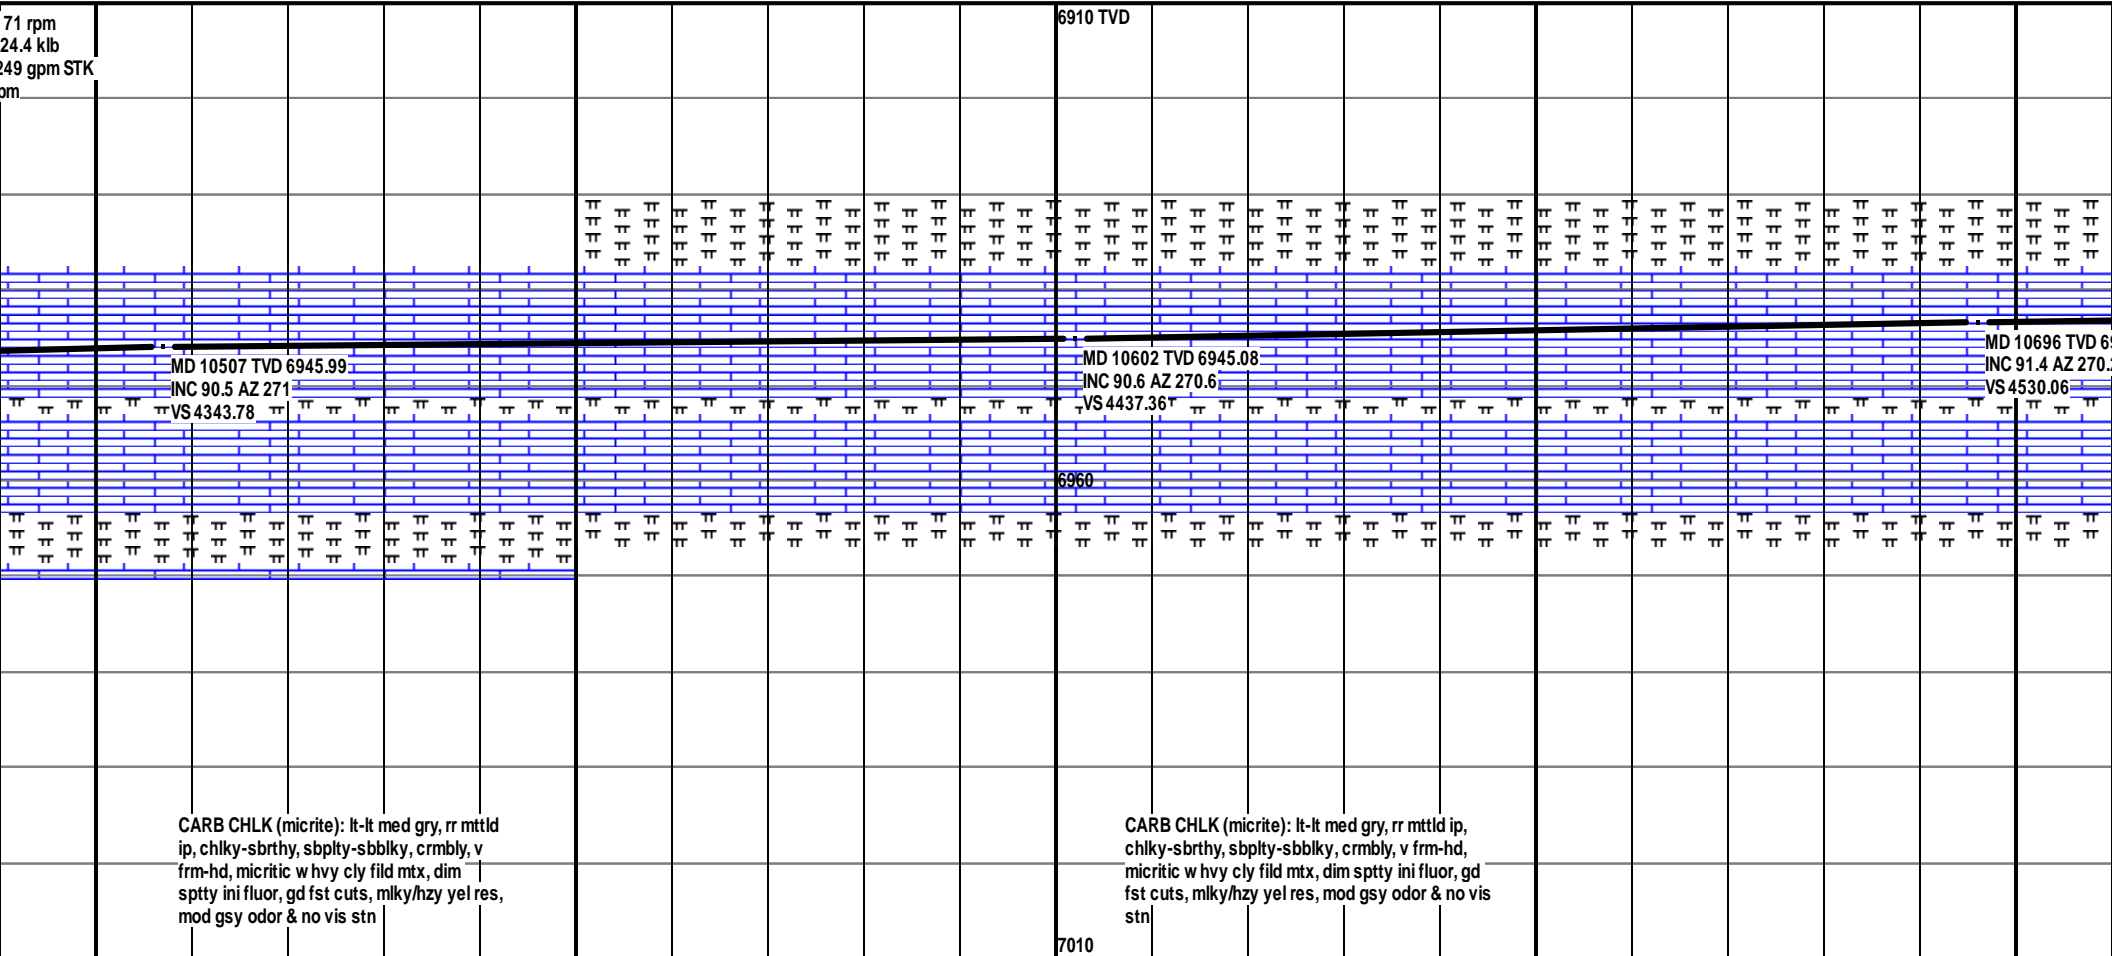 71 rpm
24.4 klb
249 gpm STK
6910 TVD
MD 10507 TVD 6945.99
INC 90.5 AZ 271
VS 4343.78
MD 10602 TVD 6945.08
INC 90.6 AZ 270.6
VS 4437.36
MD 10696 TVD
INC 91.4 AZ 270.
VS 4530.06
6960
CARB CHLK (micrite): lt-lt med gry, rr mttld
ip, chlky-sbrthy, sbplty-sbblky, crmbly, v
frm-hd, micritic w hvy cly fild mtx, dim
sptty ini fluor, gd fst cuts, mlky/hzy yel res,
mod gsy odor & no vis stn
CARB CHLK (micrite): lt-lt med gry, rr mttld ip,
chlky-sbrthy, sbplty-sbblky, crmbly, v frm-hd,
micritic w hvy cly fild mtx, dim sptty ini fluor, gd
fst cuts, mlky/hzy yel res, mod gsy odor & no vis
stn
7010